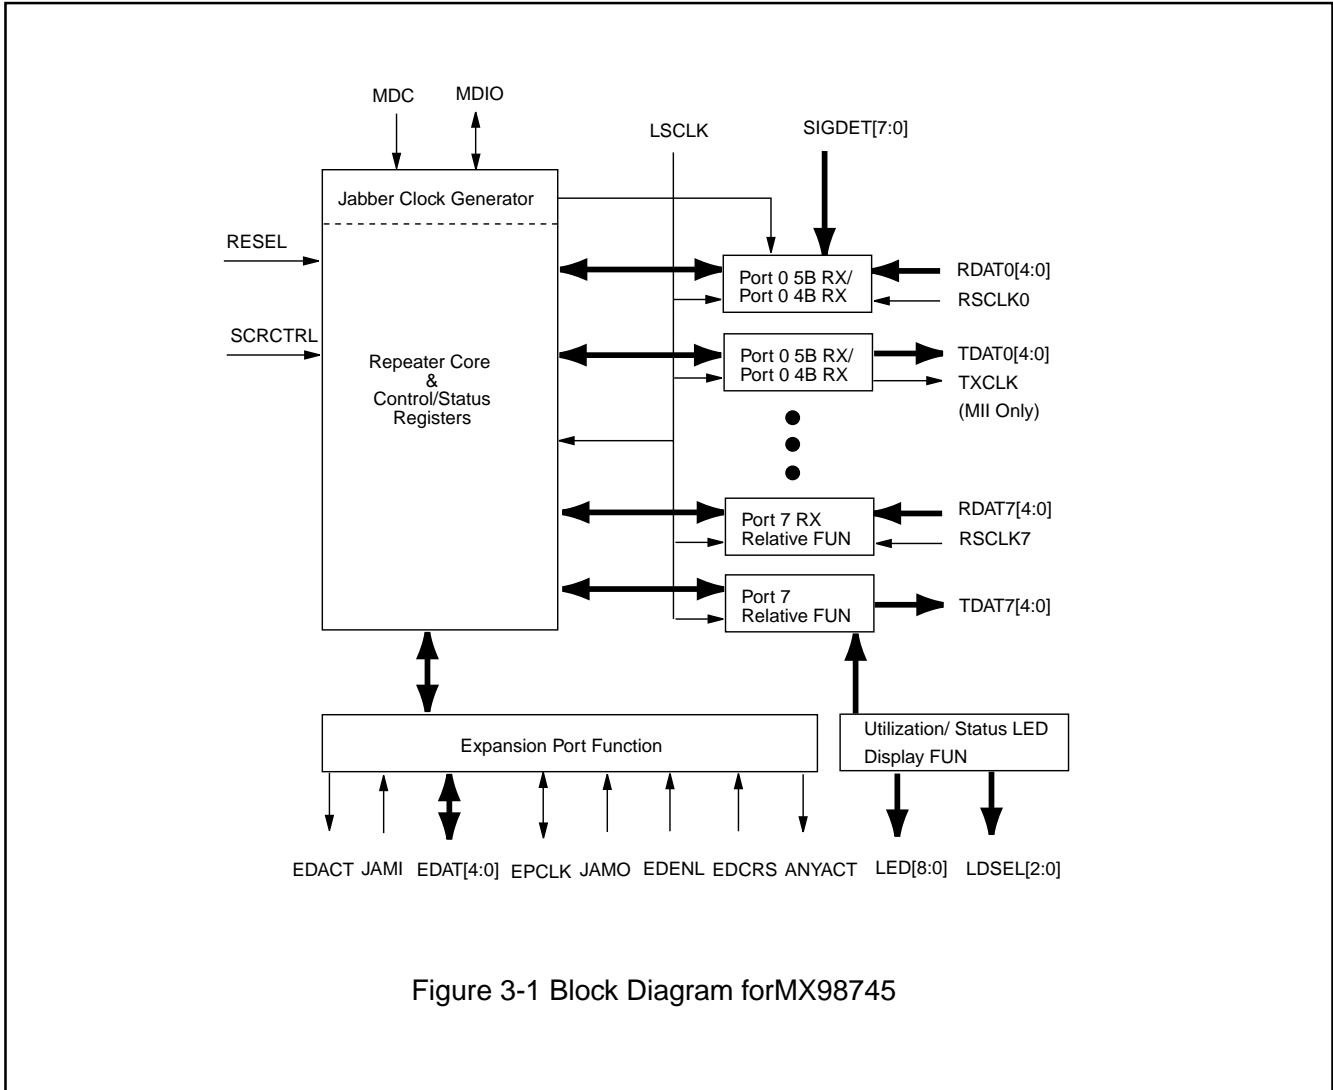 MDC
MDIO
LSCLK
SIGDET[7:0]
Jabber Clock Generator
RESEL
SCRCTRL
Repeater Core
&
Control/Status
Registers
Port 0 5B RX/
Port 0 4B RX
RDAT0[4:0]
RSCLK0
Port 0 5B RX/
Port 0 4B RX
TDAT0[4:0]
TXCLK
(MII Only)
Port 7 RX
Relative FUN
RDAT7[4:0]
RSCLK7
Port 7
Relative FUN
TDAT7[4:0]
Expansion Port Function
Utilization/ Status LED
Display FUN
EDACT JAMI EDAT[4:0] EPCLK JAMO EDENL EDCRS ANYACT LED[8:0] LDSEL[2:0]
Figure 3-1 Block Diagram forMX98745